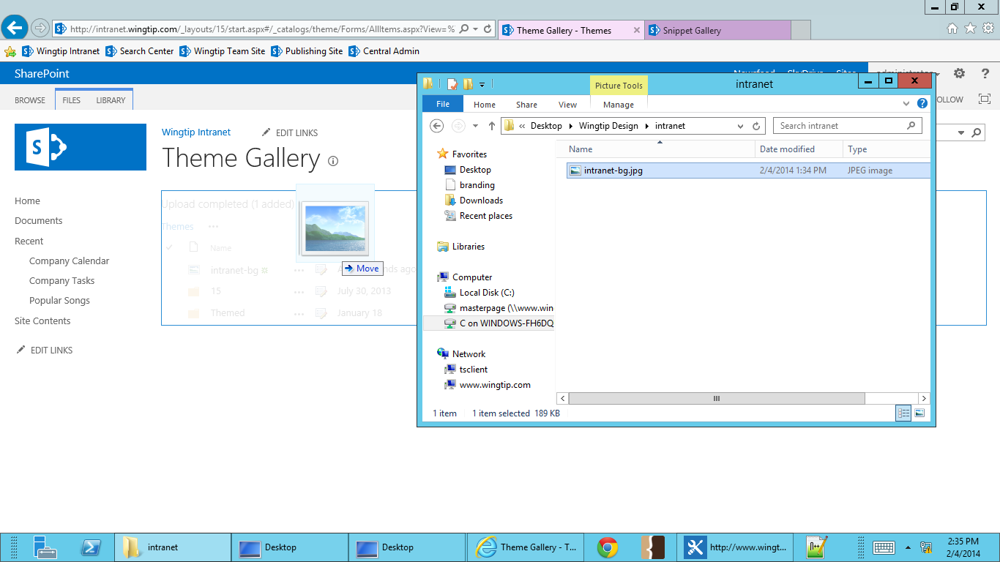 http://intranet.wingtip.com/_layouts/15/start.aspx#/_catalogs/theme/Forms/AllItems.aspx?View=%
Theme Gallery - Themes
Snippet Gallery
Wingtip Intranet
Search Center
Wingtip Team Site
Publishing Site
Central Admin
SharePoint
Newsfeed
SkyDrive
Sites
administrator
?
BROWSE
FILES
LIBRARY
OLLOW
Wingtip Intranet
EDIT LINKS
Theme Gallery
Home
Documents
Recent
Company Calendar
Company Tasks
Popular Songs
Site Contents
EDIT LINKS
Upload completed (1 added)
Themes •••
Name
intranet-bg ••• nds ago
15 ••• July 30, 2013
Themed ••• January 18
Move
Picture Tools
intranet
File
Home
Share
View
Manage
« Desktop
Wingtip Design
intranet
Search intranet
Favorites
Desktop
branding
Downloads
Recent places
Libraries
Computer
Local Disk (C:)
masterpage (\\www.win
C on WINDOWS-FH6DQ
Network
tsclient
www.wingtip.com
Name
Date modified
Type
intranet-bg.jpg
2/4/2014 1:34 PM
JPEG image
1 item
1 item selected 189 KB
intranet
Desktop
Desktop
Theme Gallery - T...
http://www.wingt...
2:35 PM
2/4/2014